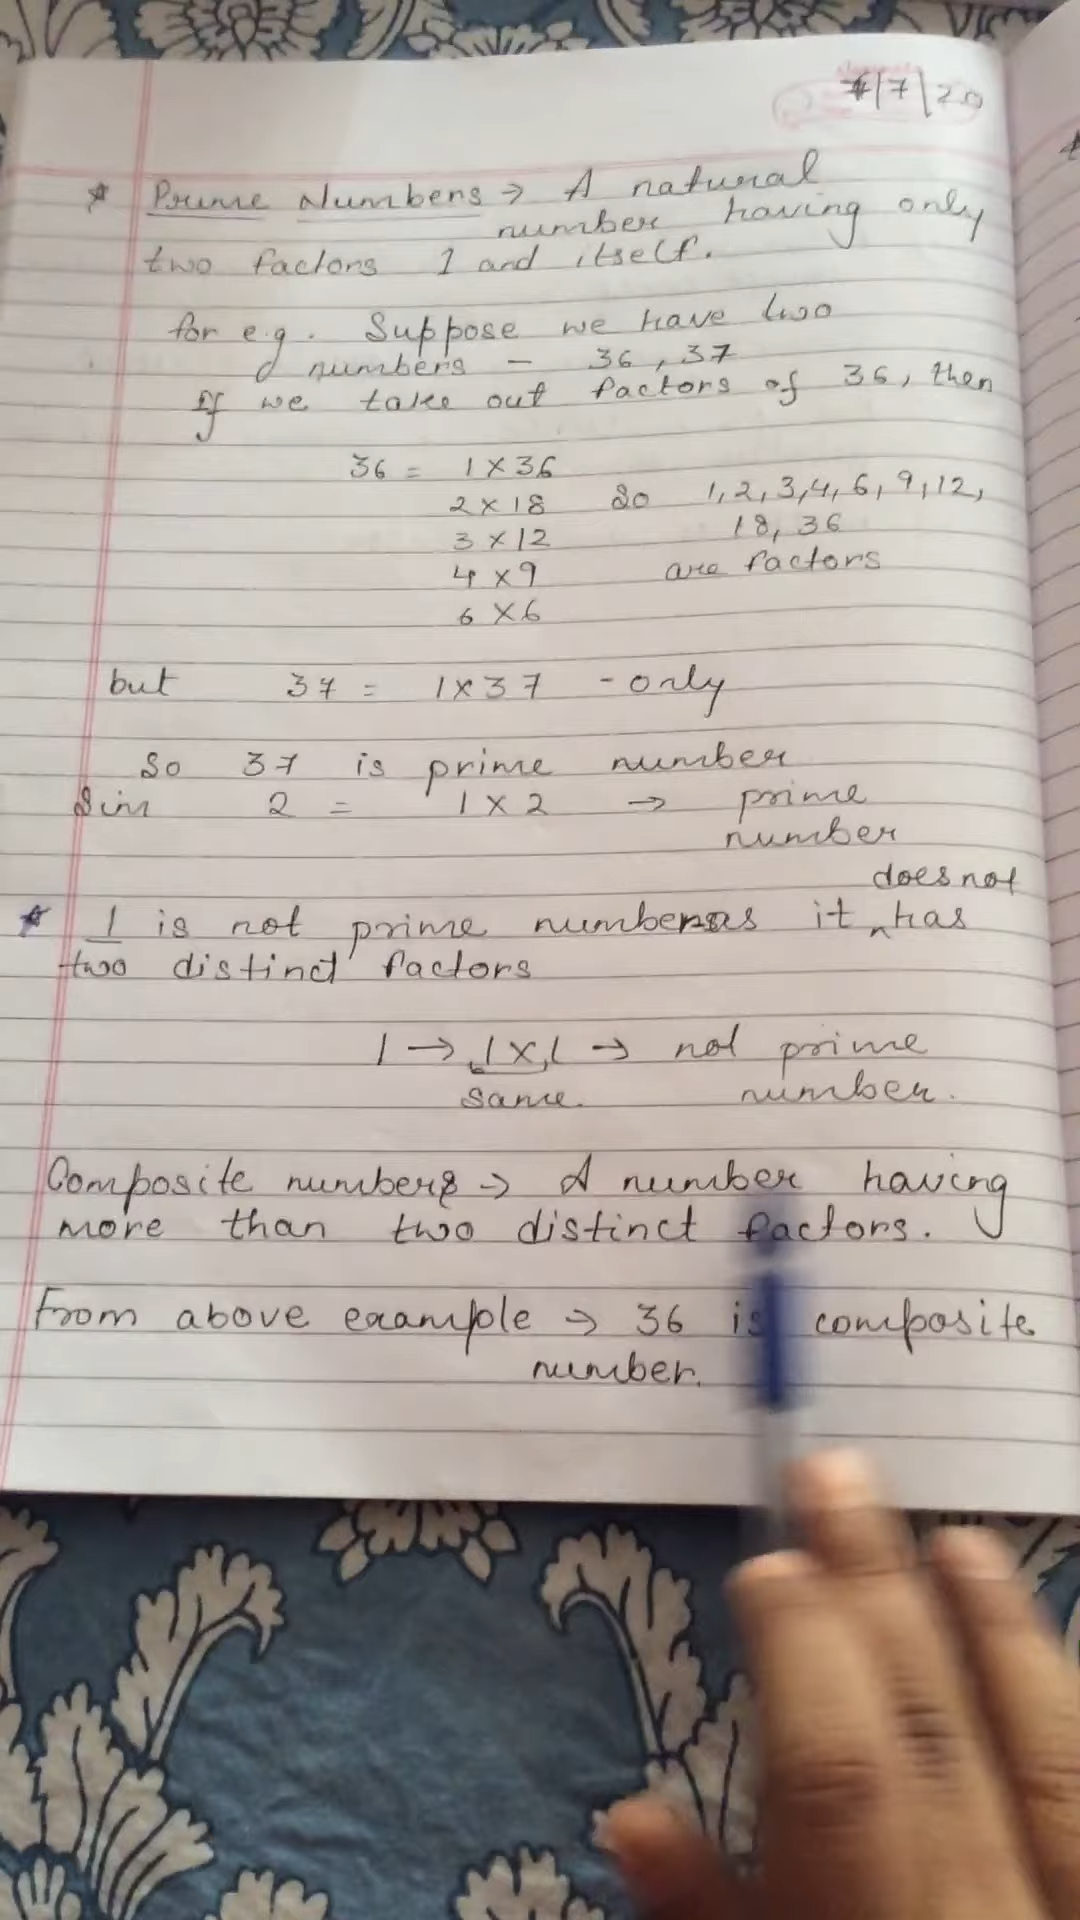 7/7/20
* Prime Numbers → A natural
number having only
two factors 1 and itself.
for e.g. Suppose we have two
numbers – 36, 37
If we take out factors of 36, then
36 = 1 × 36
2 × 18 So 1, 2, 3, 4, 6, 9, 12,
3 × 12 18, 36
4 × 9 are factors
6 × 6
but 37 = 1 × 37 - only
So 37 is prime number
Sim 2 = 1 × 2 → prime
number
does not
* 1 is not prime number as it ‸ has
two distinct factors
1 → 1 × 1 → not prime
same. number.
Composite numbers → A number having
more than two distinct factors.
From above example → 36 is composite
number.